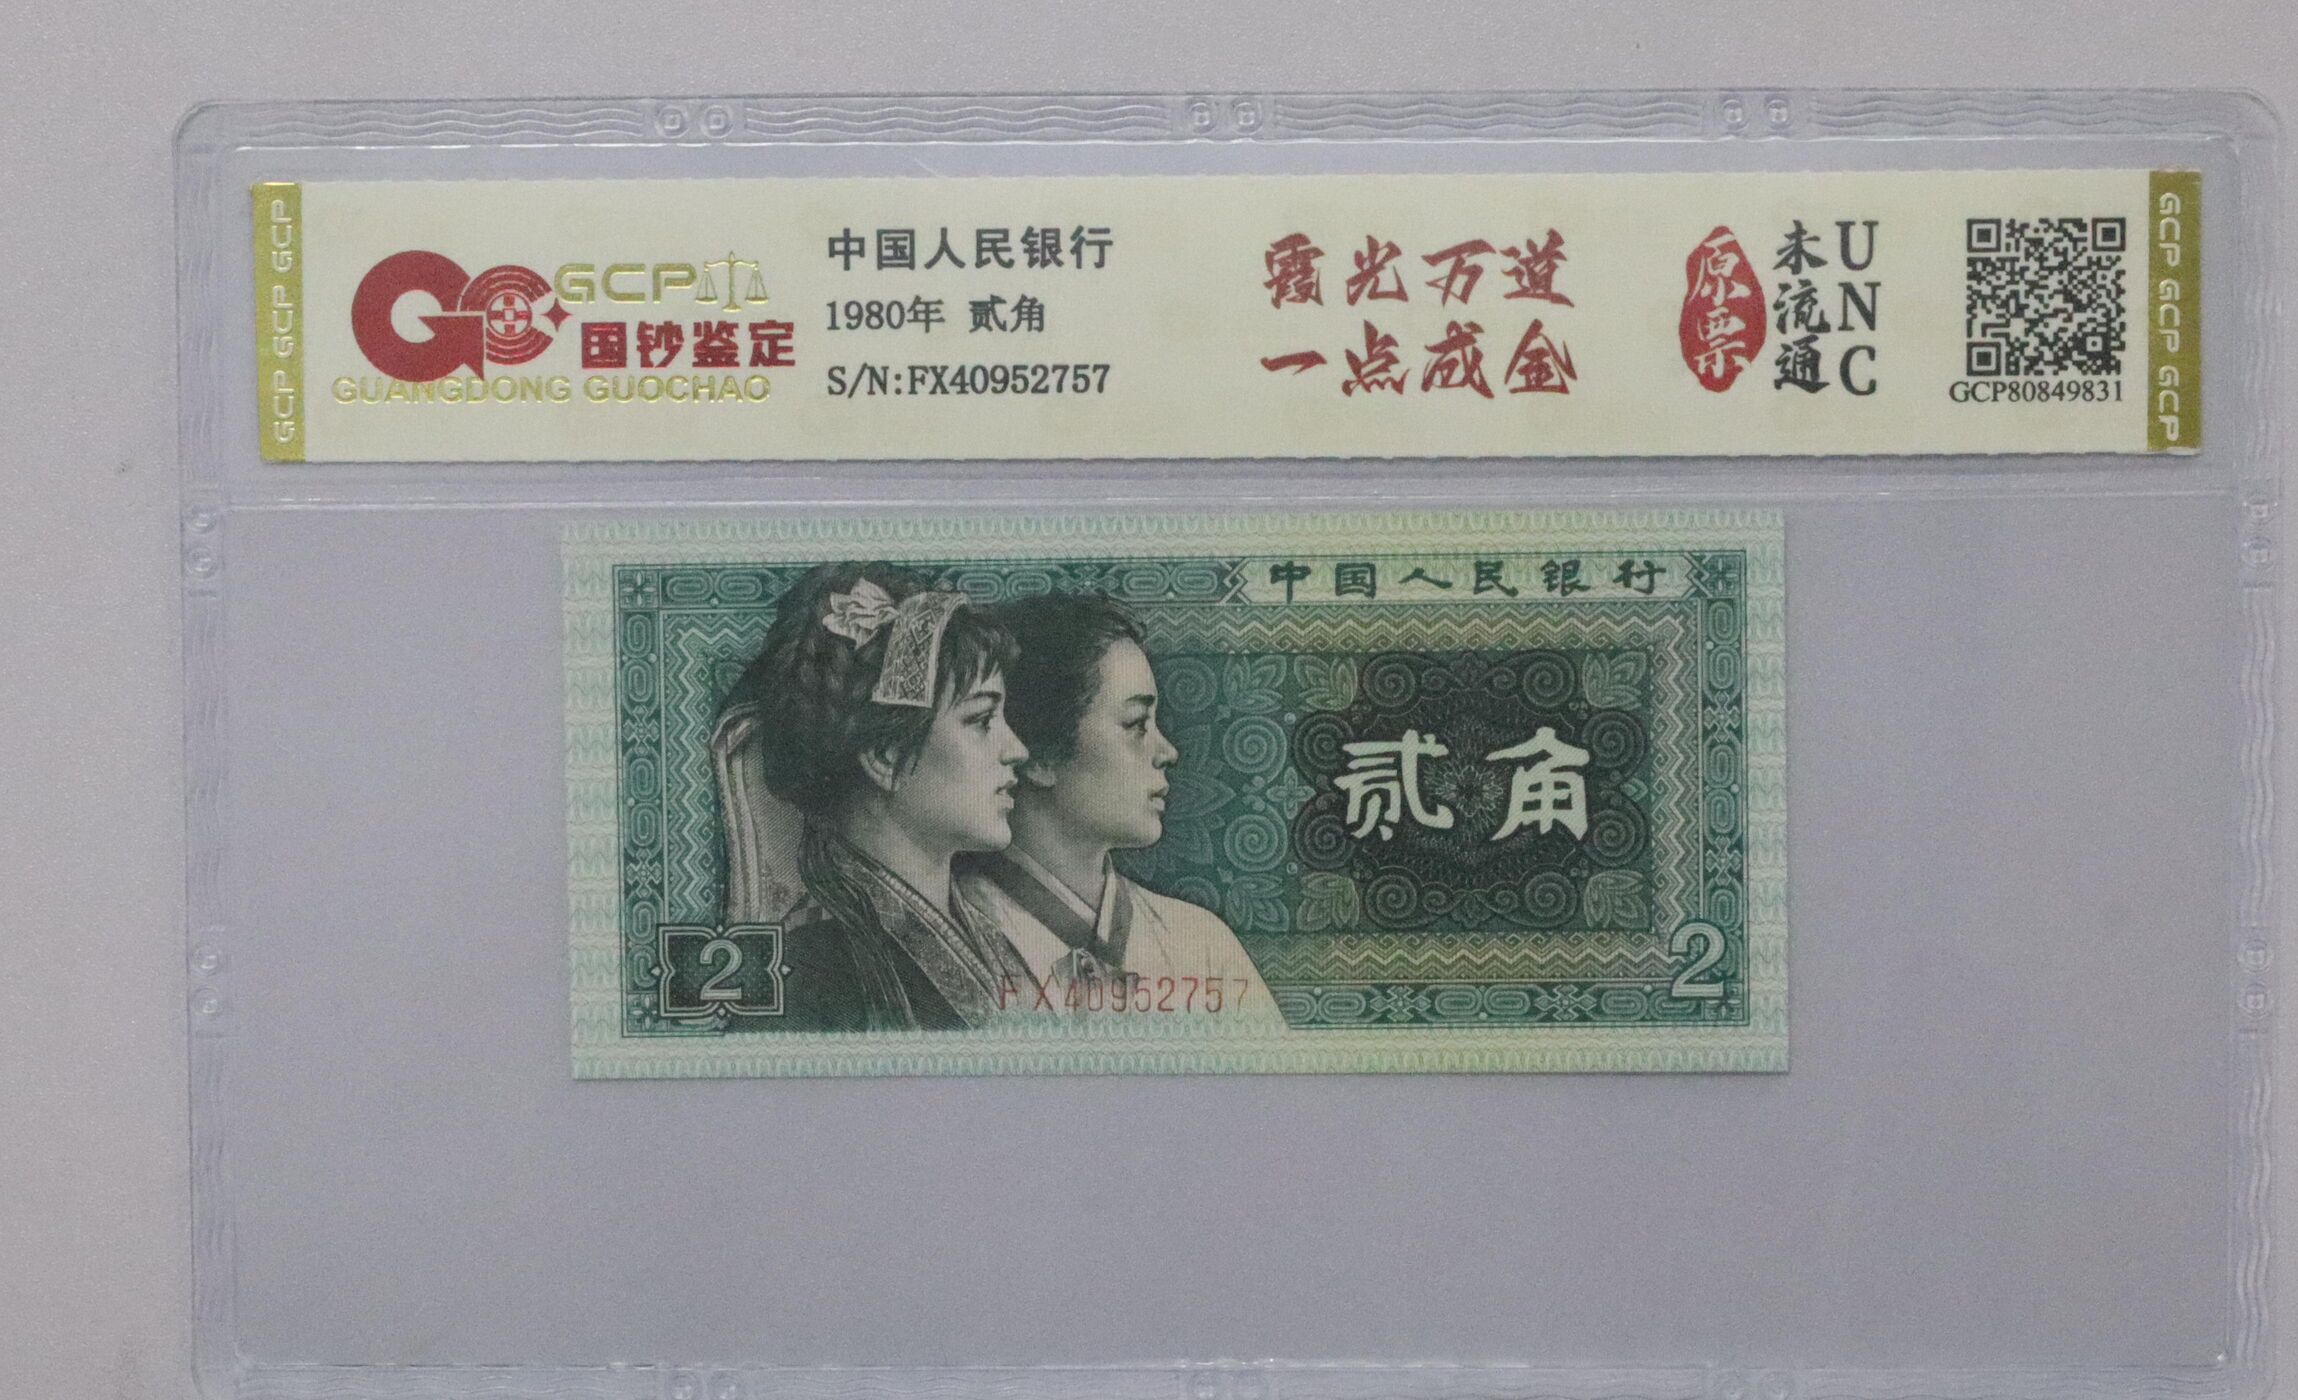 GCP GCP GCP
GCP
国钞鉴定
GUANGDONG GUOCHAO
中国人民银行
1980年 贰角
S/N:FX40952757
霞光万道
一点成金
原票
未流通
UNC
GCP80849831
GCP GCP GCP
中国人民银行
贰角
2
FX40952757
2